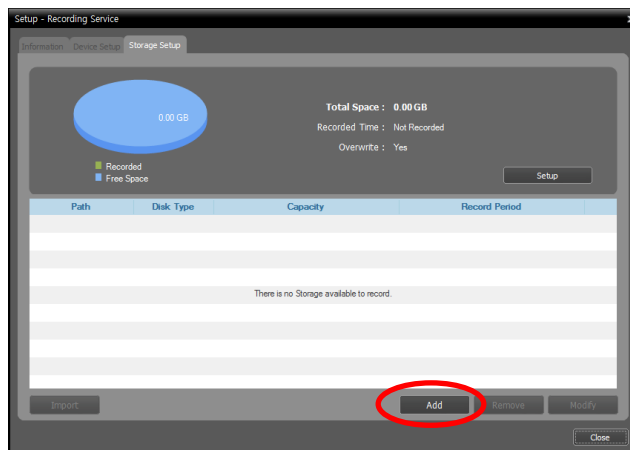 Setup - Recording Service
Information Device Setup Storage Setup
0.00 GB
Recorded
Free Space
Total Space : 0.00 GB
Recorded Time : Not Recorded
Overwrite : Yes
Setup
Path Disk Type Capacity Record Period
There is no Storage available to record.
Import Add Remove Modify
Close